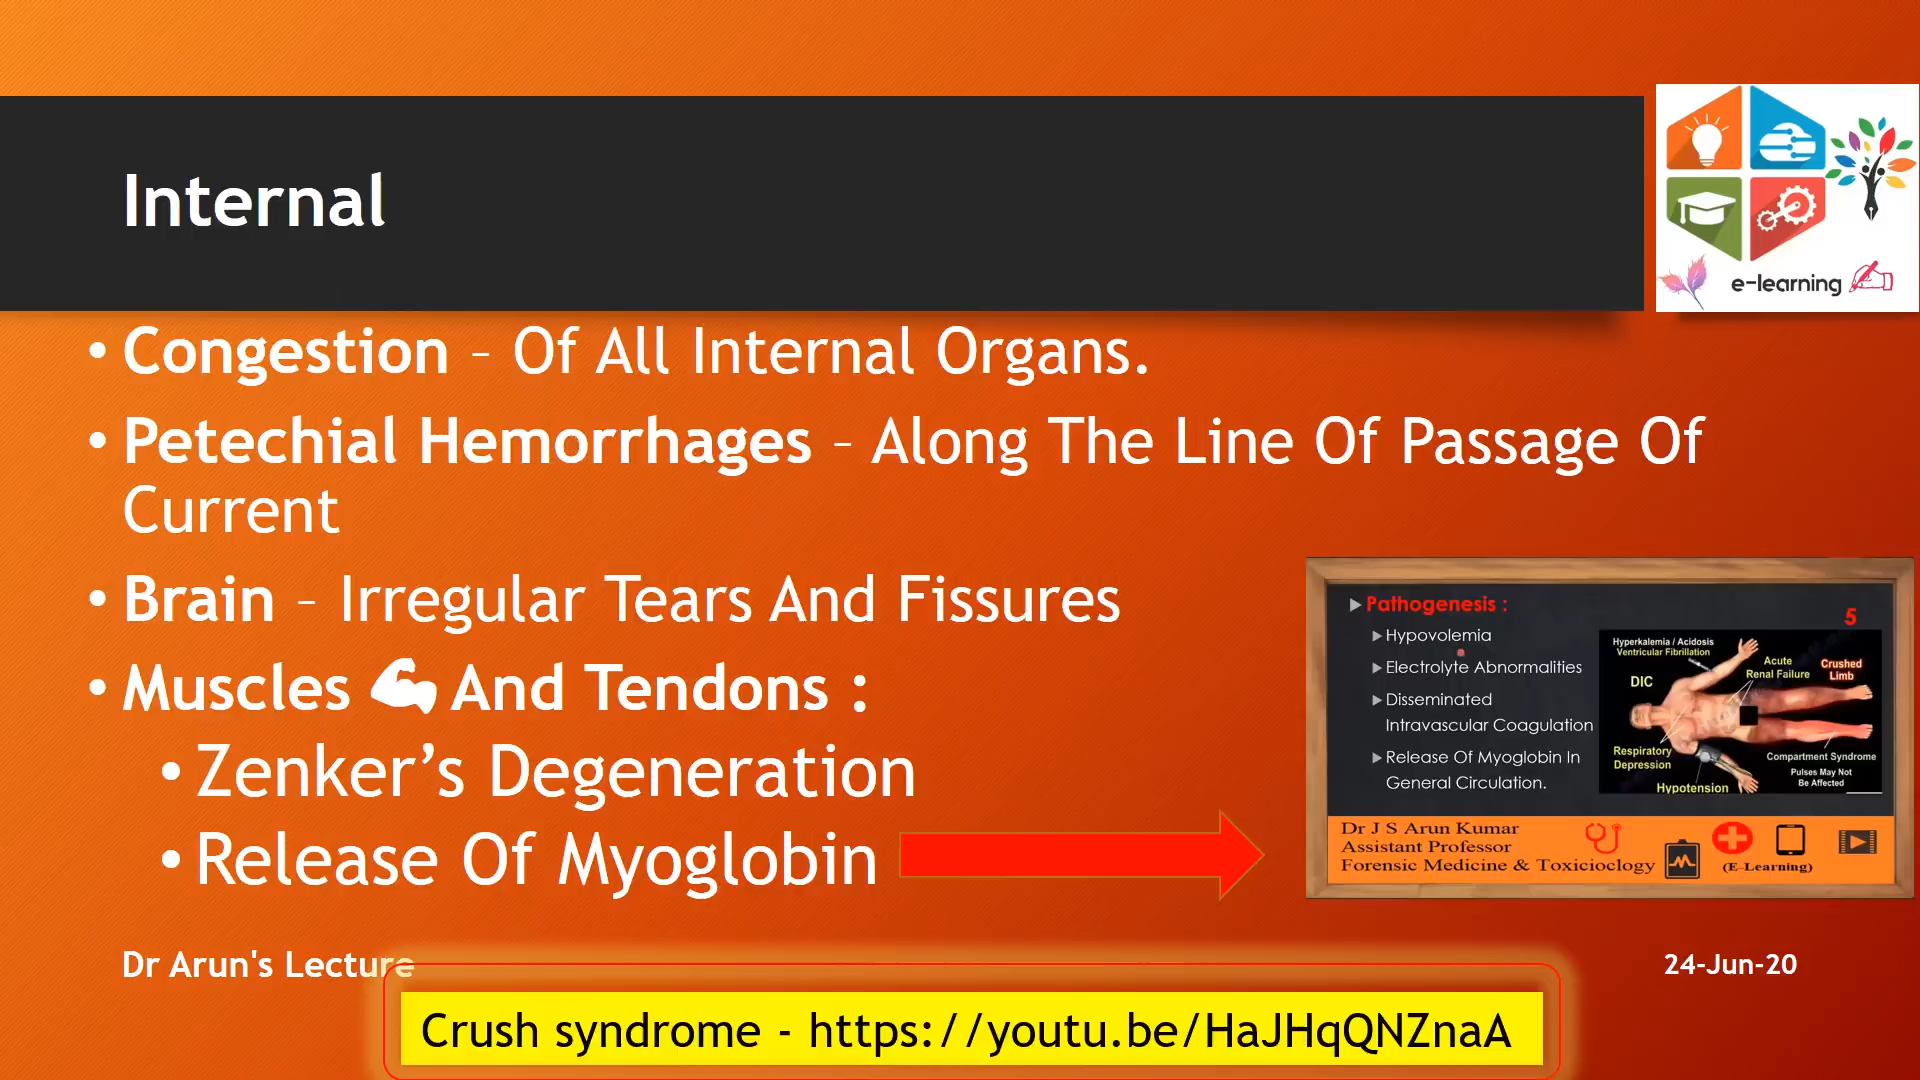 Internal
e-learning
• Congestion – Of All Internal Organs.
• Petechial Hemorrhages – Along The Line Of Passage Of
Current
• Brain – Irregular Tears And Fissures
• Muscles 💪 And Tendons :
• Zenker’s Degeneration
• Release Of Myoglobin
Pathogenesis :
5
Hypovolemia
Electrolyte Abnormalities
Disseminated
Intravascular Coagulation
Release Of Myoglobin In
General Circulation.
Hyperkalemia / Acidosis
Ventricular Fibrillation
Acute
Renal Failure
Crushed
Limb
DIC
Respiratory
Depression
Hypotension
Compartment Syndrome
Pulses May Not
Be Affected
Dr J S Arun Kumar
Assistant Professor
Forensic Medicine & Toxicioclogy
(E-Learning)
Dr Arun's Lecture
24-Jun-20
Crush syndrome - https://youtu.be/HaJHqQNZnaA